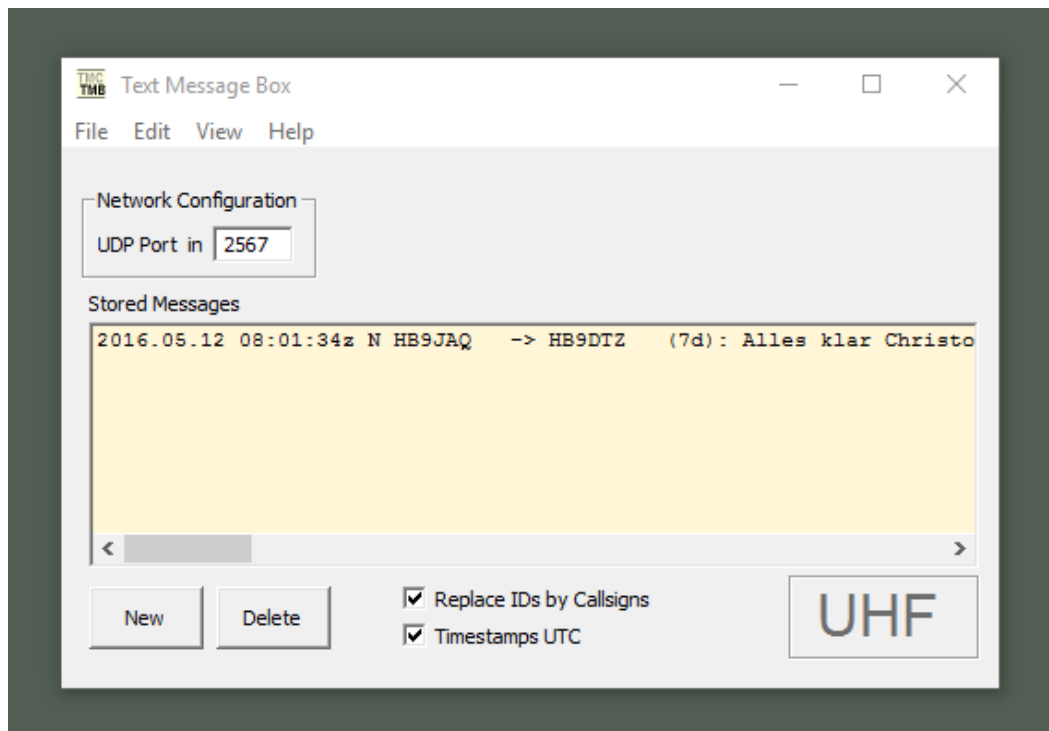 TMC
TMB
Text Message Box
File Edit View Help
Network Configuration
UDP Port in 2567
Stored Messages
2016.05.12 08:01:34z N HB9JAQ -> HB9DTZ (7d): Alles klar Christo
New Delete
Replace IDs by Callsigns
Timestamps UTC
UHF